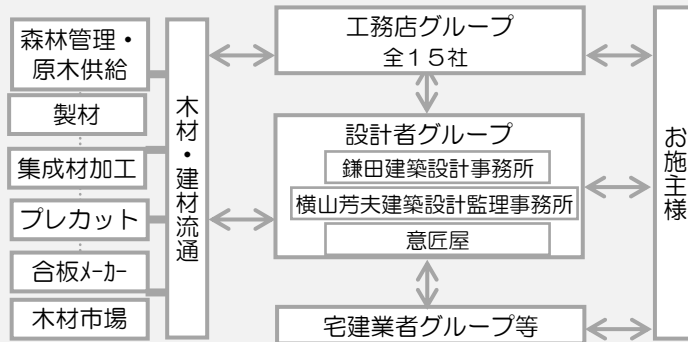 森林管理・
原木供給
製材
集成材加工
プレカット
合板メーカー
木材市場
木材・建材流通
工務店グループ
全１５社
設計者グループ
鎌田建築設計事務所
横山芳夫建築設計監理事務所
意匠屋
宅建業者グループ等
お施主様